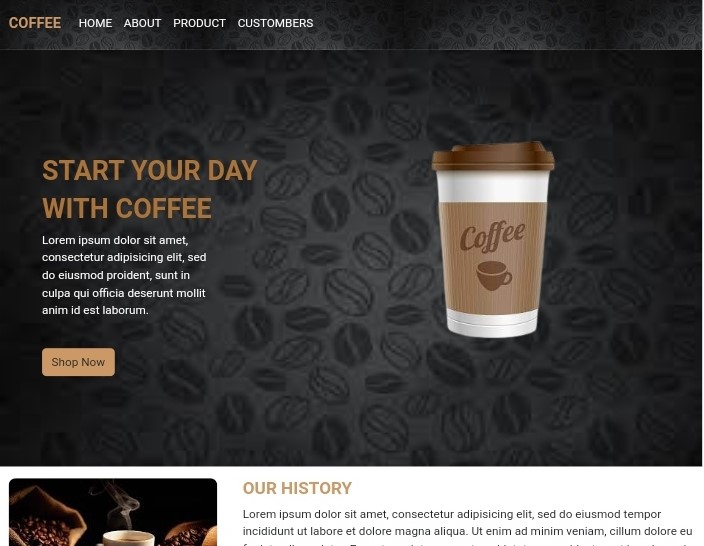 COFFEE HOME ABOUT PRODUCT CUSTOMBERS
START YOUR DAY
WITH COFFEE
Lorem ipsum dolor sit amet,
consectetur adipisicing elit, sed
do eiusmod proident, sunt in
culpa qui officia deserunt mollit
anim id est laborum.
Shop Now
Coffee
OUR HISTORY
Lorem ipsum dolor sit amet, consectetur adipisicing elit, sed do eiusmod tempor
incididunt ut labore et dolore magna aliqua. Ut enim ad minim veniam, cillum dolore eu